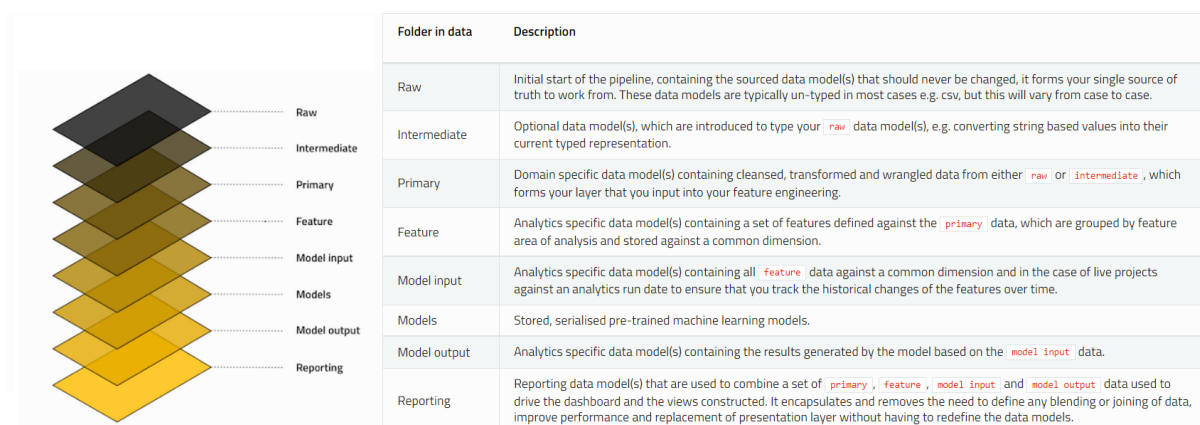 Raw
Intermediate
Primary
Feature
Model input
Models
Model output
Reporting
Folder in data
Description
Raw
Initial start of the pipeline, containing the sourced data model(s) that should never be changed, it forms your single source of
truth to work from. These data models are typically un-typed in most cases e.g. csv, but this will vary from case to case.
Intermediate
Optional data model(s), which are introduced to type your raw data model(s), e.g. converting string based values into their
current typed representation.
Primary
Domain specific data model(s) containing cleansed, transformed and wrangled data from either raw or intermediate, which
forms your layer that you input into your feature engineering.
Feature
Analytics specific data model(s) containing a set of features defined against the primary data, which are grouped by feature
area of analysis and stored against a common dimension.
Model input
Analytics specific data model(s) containing all feature data against a common dimension and in the case of live projects
against an analytics run date to ensure that you track the historical changes of the features over time.
Models
Stored, serialised pre-trained machine learning models.
Model output
Analytics specific data model(s) containing the results generated by the model based on the model input data.
Reporting
Reporting data model(s) that are used to combine a set of primary, feature, model input and model output data used to
drive the dashboard and the views constructed. It encapsulates and removes the need to define any blending or joining of data,
improve performance and replacement of presentation layer without having to redefine the data models.